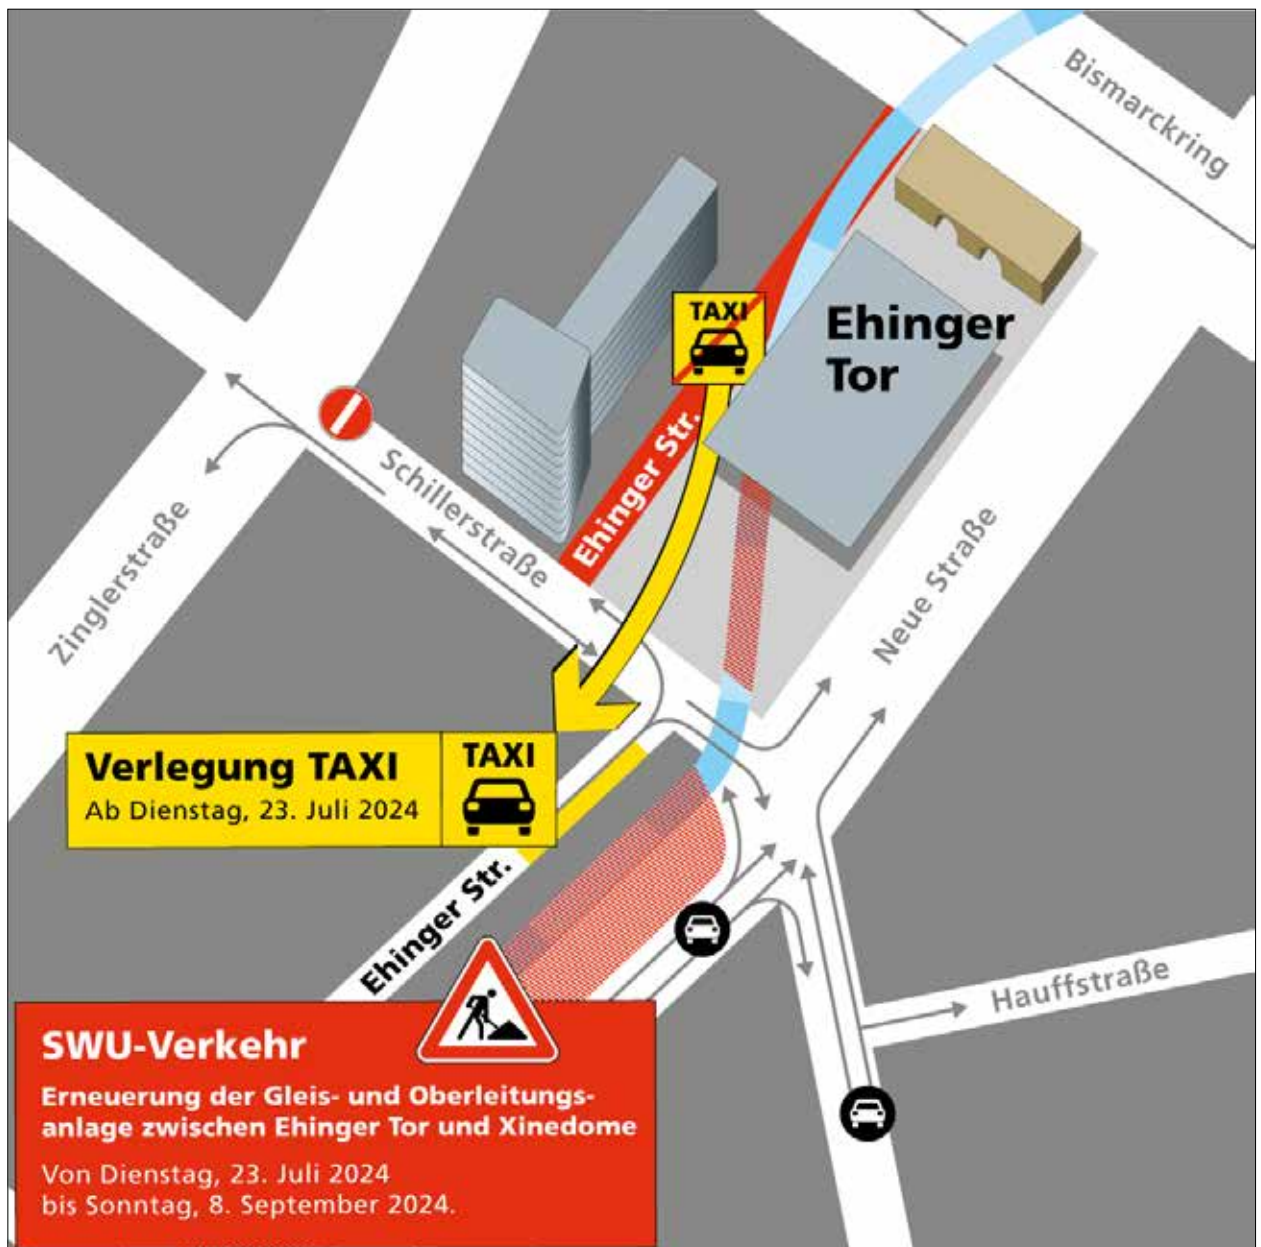 Bismarckring
TAXI
Ehinger
Tor
Ehinger Str.
Schillerstraße
Zinglerstraße
Neue Straße
Verlegung TAXI
Ab Dienstag, 23. Juli 2024
TAXI
Ehinger Str.
Hauffstraße
SWU-Verkehr
Erneuerung der Gleis- und Oberleitungs-
anlage zwischen Ehinger Tor und Xinedome
Von Dienstag, 23. Juli 2024
bis Sonntag, 8. September 2024.